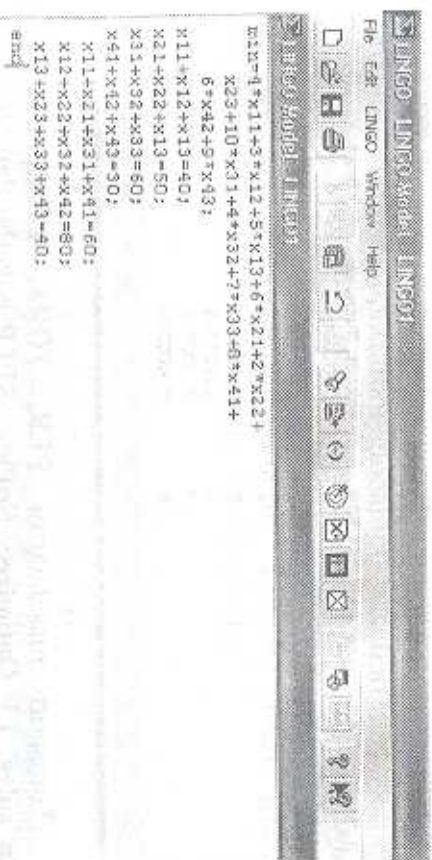 LINGO - LINGO Model - LINGO1
File Edit LINGO Window Help
LINGO Model - LINGO1
min=4*x11+3*x12+5*x13+6*x21+2*x22+
x23+10*x31+4*x32+7*x33+8*x41+
6*x42+9*x43;
x11+x12+x13=40;
x21+x22+x13=50;
x31+x32+x33=60;
x41+x42+x43=30;
x11+x21+x31+x41=60;
x12+x22+x32+x42=80;
x13+x23+x33+x43=40;
end